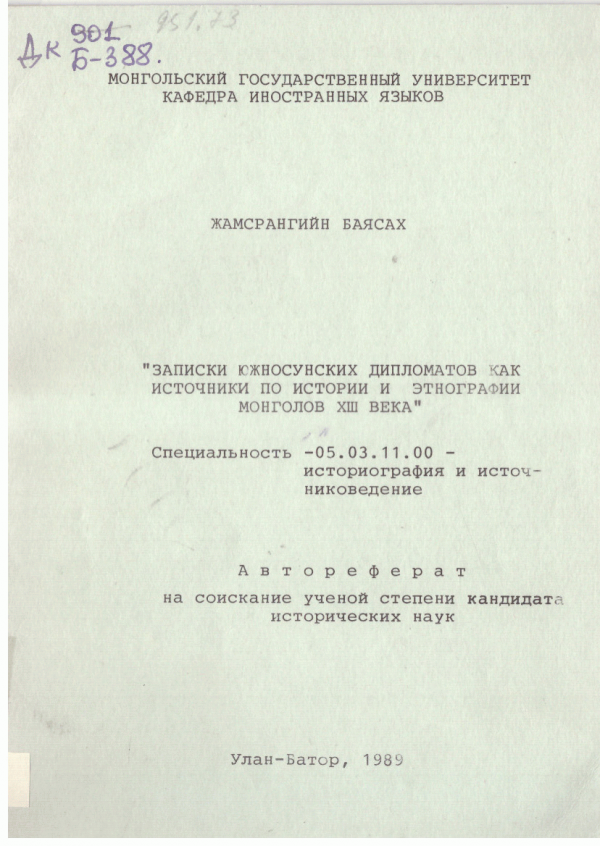 951.73
Дк 901
Б-388.
МОНГОЛЬСКИЙ ГОСУДАРСТВЕННЫЙ УНИВЕРСИТЕТ
КАФЕДРА ИНОСТРАННЫХ ЯЗЫКОВ
ЖАМСРАНГИЙН БАЯСАХ
"ЗАПИСКИ ЮЖНОСУНСКИХ ДИПЛОМАТОВ КАК
ИСТОЧНИКИ ПО ИСТОРИИ И ЭТНОГРАФИИ
МОНГОЛОВ XIII ВЕКА"
Специальность -05.03.11.00 -
историография и источ-
никоведение
А в т о р е ф е р а т
на соискание ученой степени кандидата
исторических наук
Улан-Батор, 1989